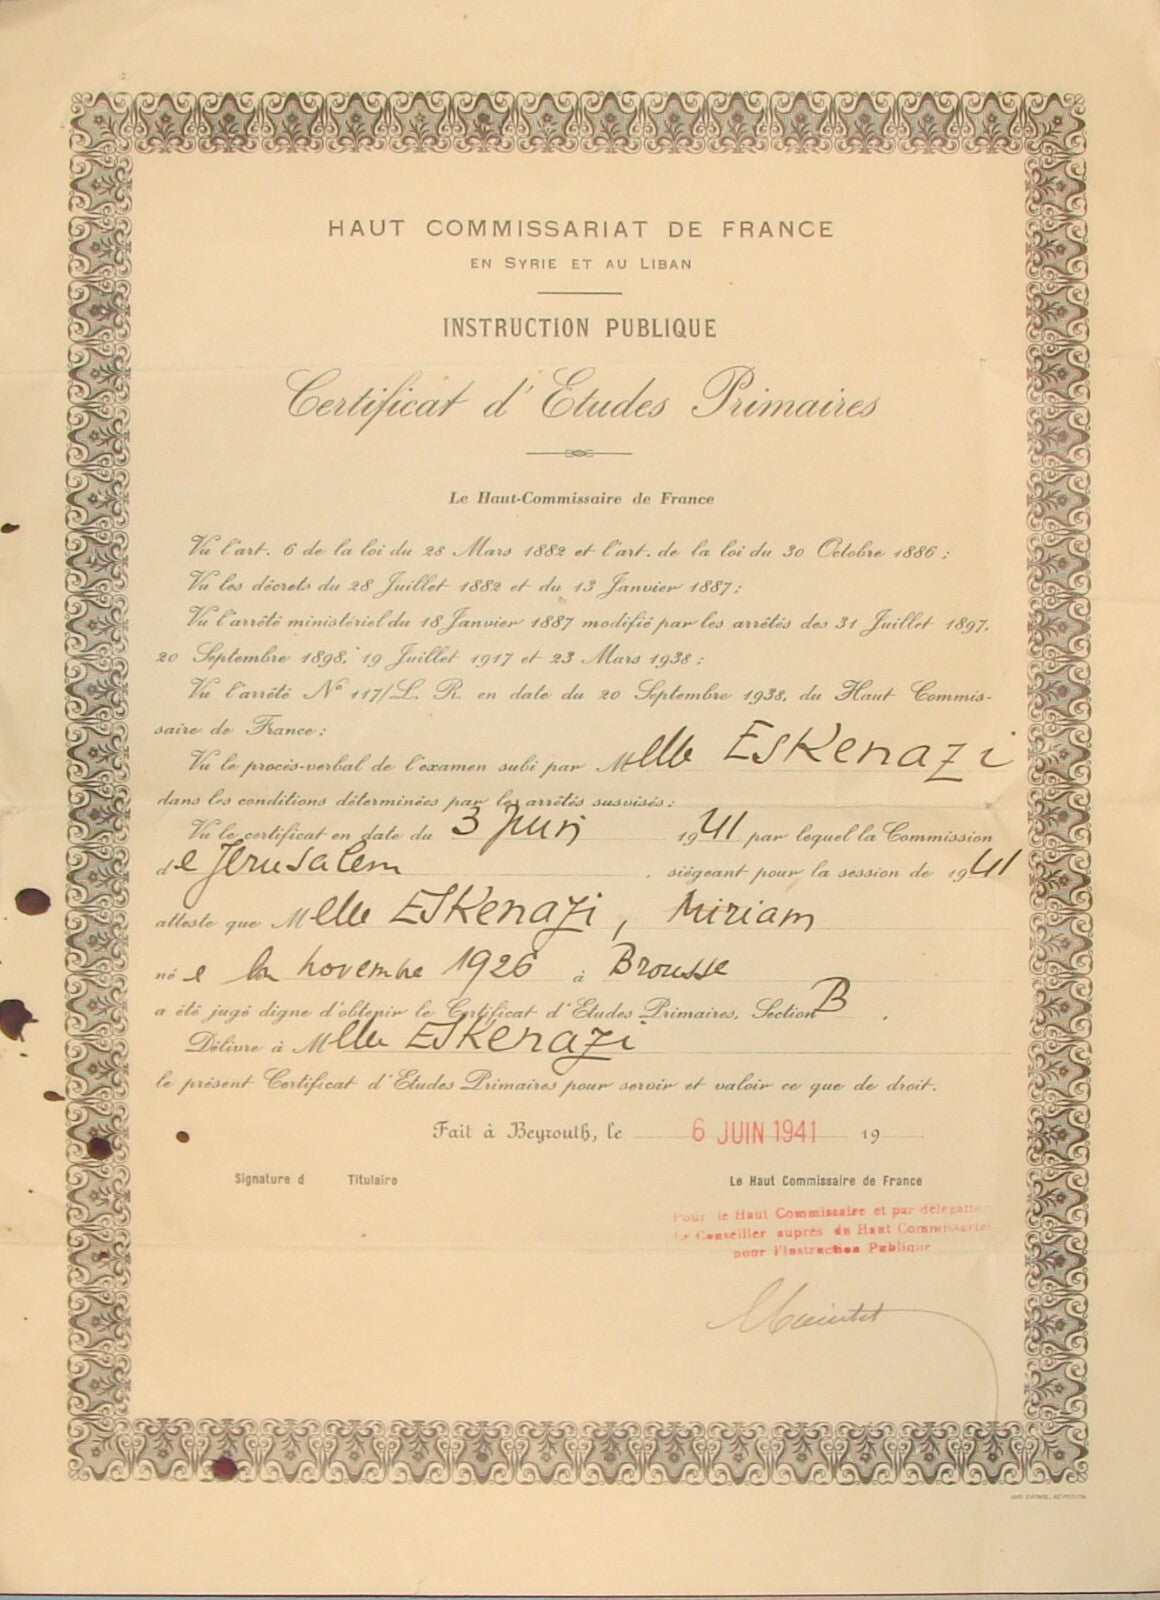 HAUT COMMISSARIAT DE FRANCE
EN SYRIE ET AU LIBAN
INSTRUCTION PUBLIQUE
Certificat d'Etudes Primaires
Le Haut-Commissaire de France
Vu l'art. 6 de la loi du 28 Mars 1882 et l'art. de la loi du 30 Octobre 1886 ;
Vu les décrets du 28 Juillet 1882 et du 13 Janvier 1887 ;
Vu l'arrêté ministériel du 18 Janvier 1887 modifié par les arrêtés des 31 Juillet 1897,
20 Septembre 1898, 19 Juillet 1917 et 23 Mars 1938 ;
Vu l'arrêté No 117/L. R. en date du 20 Septembre 1938, du Haut Commis-
saire de France ;
Vu le procès-verbal de l'examen subi par Melle ESKenazi
dans les conditions déterminées par les arrêtés susvisés ;
Vu le certificat en date du 3 Juin 1941 par lequel la Commission
de Jerusalem, siégeant pour la session de 1941
atteste que Melle ESKenazi, Miriam
née novembre 1926 à Brousse
a été jugé digne d'obtenir le Certificat d'Etudes Primaires, Section B.
Délivré à Melle ESKenazi
le présent Certificat d'Etudes Primaires pour servir et valoir ce que de droit.
Fait à Beyrouth, le 6 JUIN 1941 19
Signature d Titulaire
Le Haut Commissaire de France
Pour le Haut Commissaire et par délégation
Le Conseiller auprès du Haut Commissariat
pour l'Instruction Publique